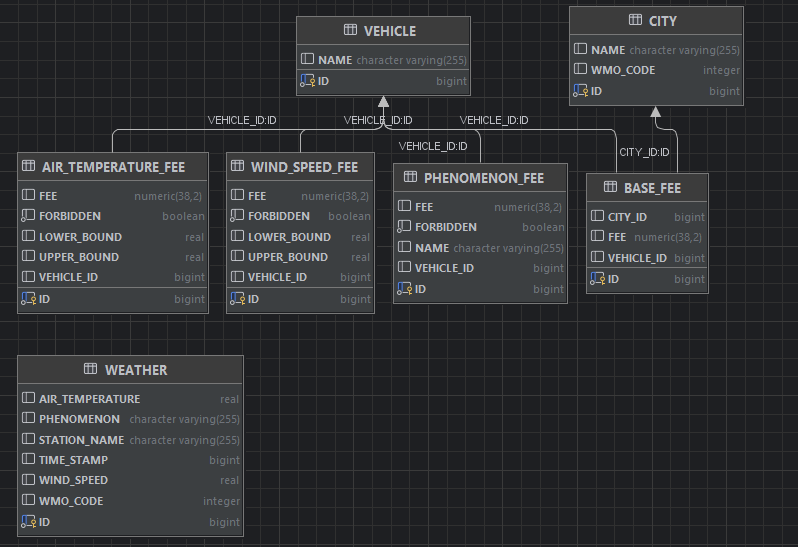 VEHICLE
NAME character varying(255)
ID bigint
CITY
NAME character varying(255)
WMO_CODE integer
ID bigint
VEHICLE_ID:ID
VEHICLE_ID:ID
VEHICLE_ID:ID
VEHICLE_ID:ID
CITY_ID:ID
AIR_TEMPERATURE_FEE
FEE numeric(38,2)
FORBIDDEN boolean
LOWER_BOUND real
UPPER_BOUND real
VEHICLE_ID bigint
ID bigint
WIND_SPEED_FEE
FEE numeric(38,2)
FORBIDDEN boolean
LOWER_BOUND real
UPPER_BOUND real
VEHICLE_ID bigint
ID bigint
PHENOMENON_FEE
FEE numeric(38,2)
FORBIDDEN boolean
NAME character varying(255)
VEHICLE_ID bigint
ID bigint
BASE_FEE
CITY_ID bigint
FEE numeric(38,2)
VEHICLE_ID bigint
ID bigint
WEATHER
AIR_TEMPERATURE real
PHENOMENON character varying(255)
STATION_NAME character varying(255)
TIME_STAMP bigint
WIND_SPEED real
WMO_CODE integer
ID bigint